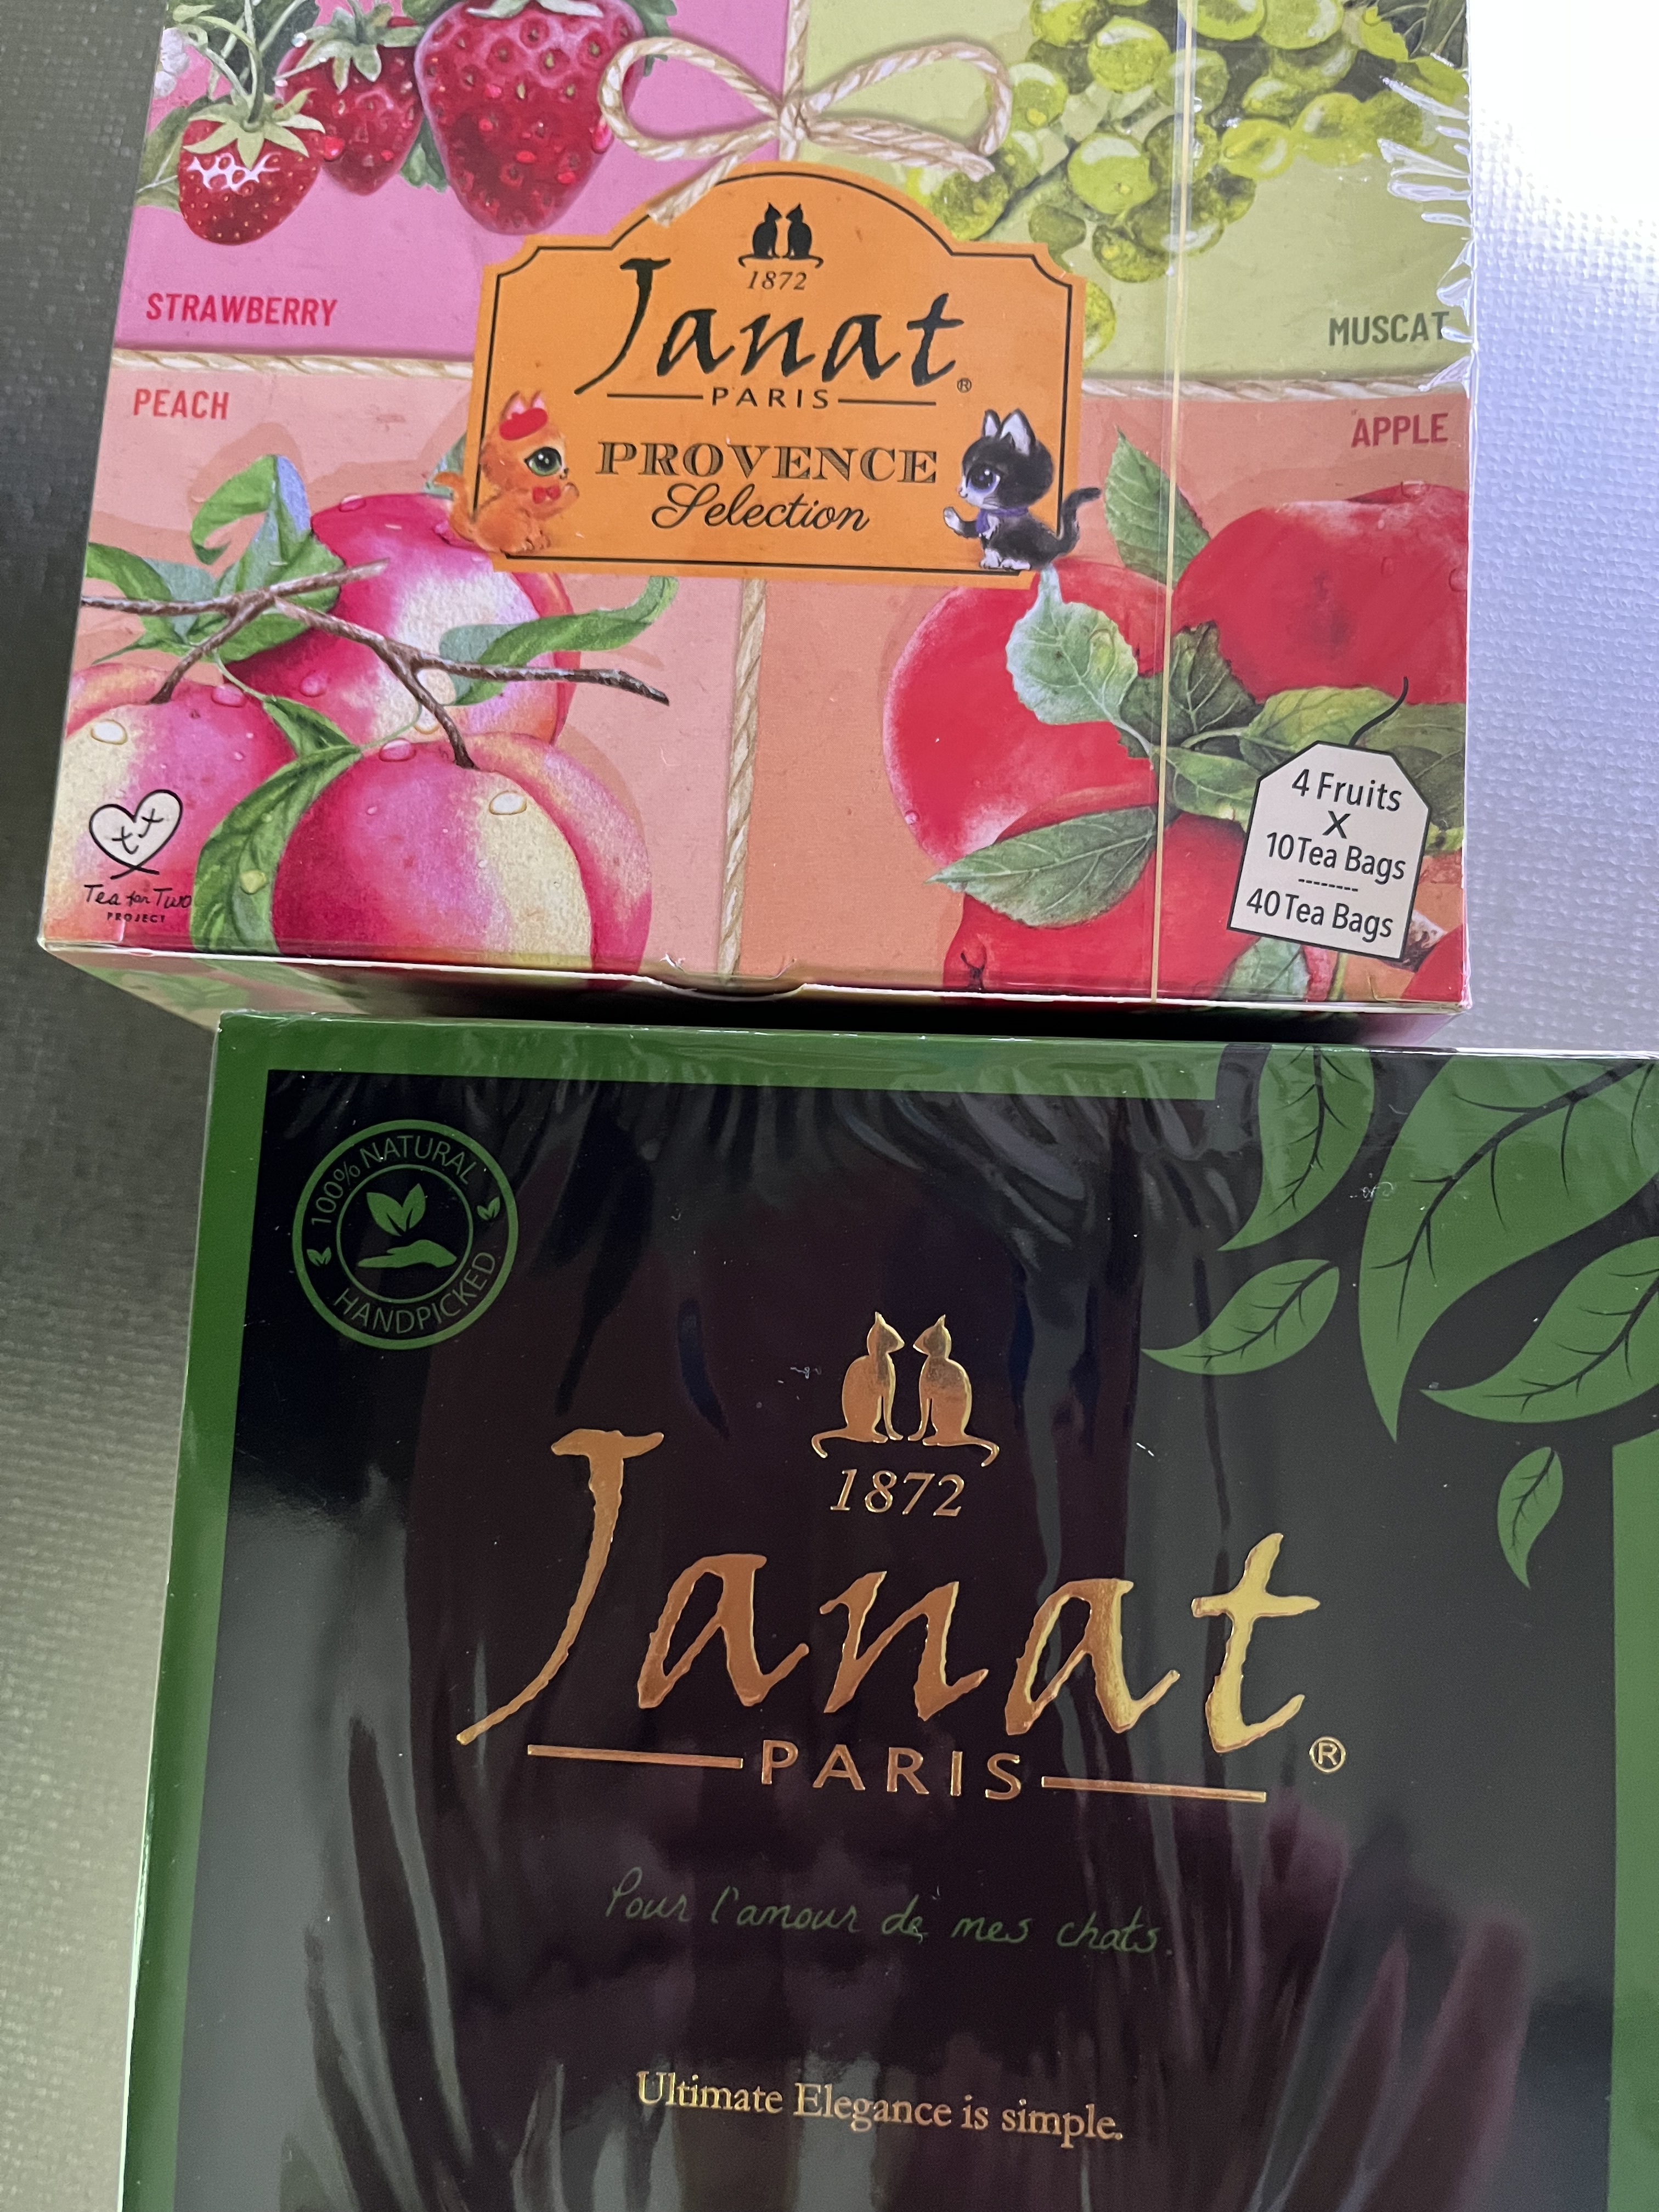 STRAWBERRY
MUSCAT
PEACH
APPLE
1872
Janat®
PARIS
PROVENCE
Selection
4 Fruits
X
10 Tea Bags
40 Tea Bags
tt
Tea for Two
PROJECT
100% NATURAL
HANDPICKED
1872
Janat®
PARIS
Pour l'amour de mes chats.
Ultimate Elegance is simple.